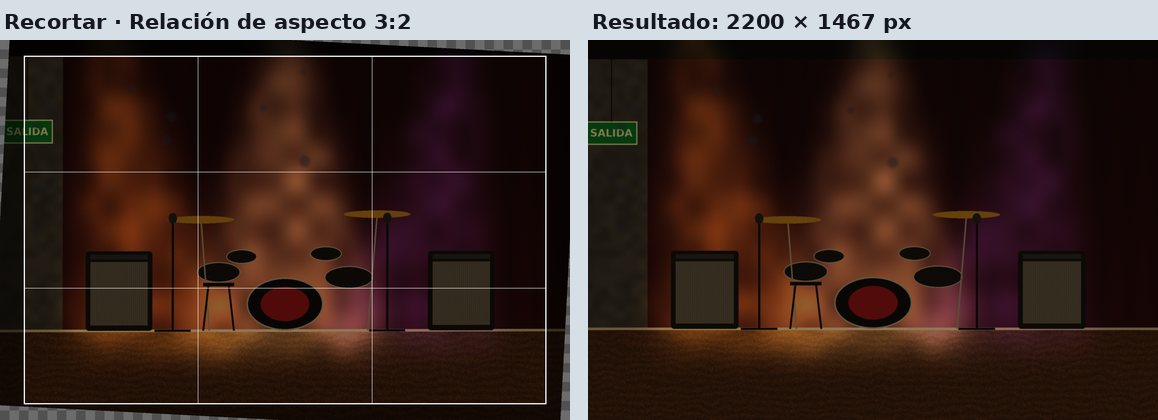 Recortar · Relación de aspecto 3:2
Resultado: 2200 × 1467 px
SALIDA
SALIDA